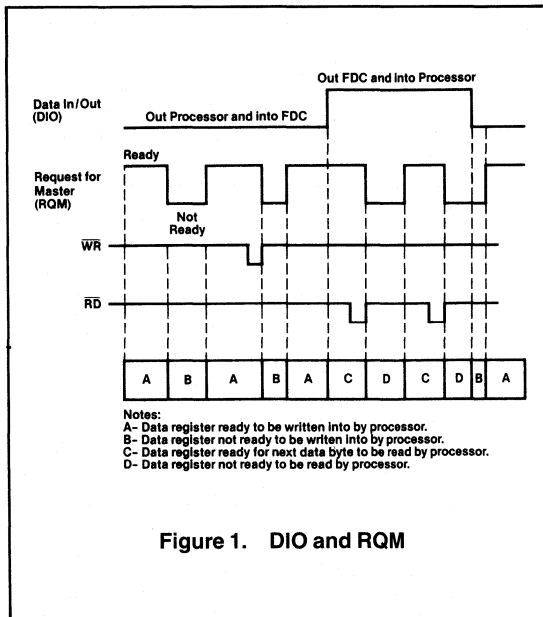 Out FDC and into Processor
Data In/Out
(DIO)
Out Processor and into FDC
Ready
Request for
Master
(RQM)
Not
Ready
WR
RD
A B A B A C D C D B A
Notes:
A– Data register ready to be written into by processor.
B– Data register not ready to be written into by processor.
C– Data register ready for next data byte to be read by processor.
D– Data register not ready to be read by processor.
Figure 1. DIO and RQM